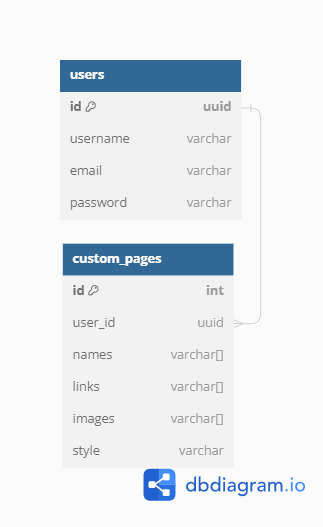 users
id uuid
username varchar
email varchar
password varchar
custom_pages
id int
user_id uuid
names varchar[]
links varchar[]
images varchar[]
style varchar
dbdiagram.io